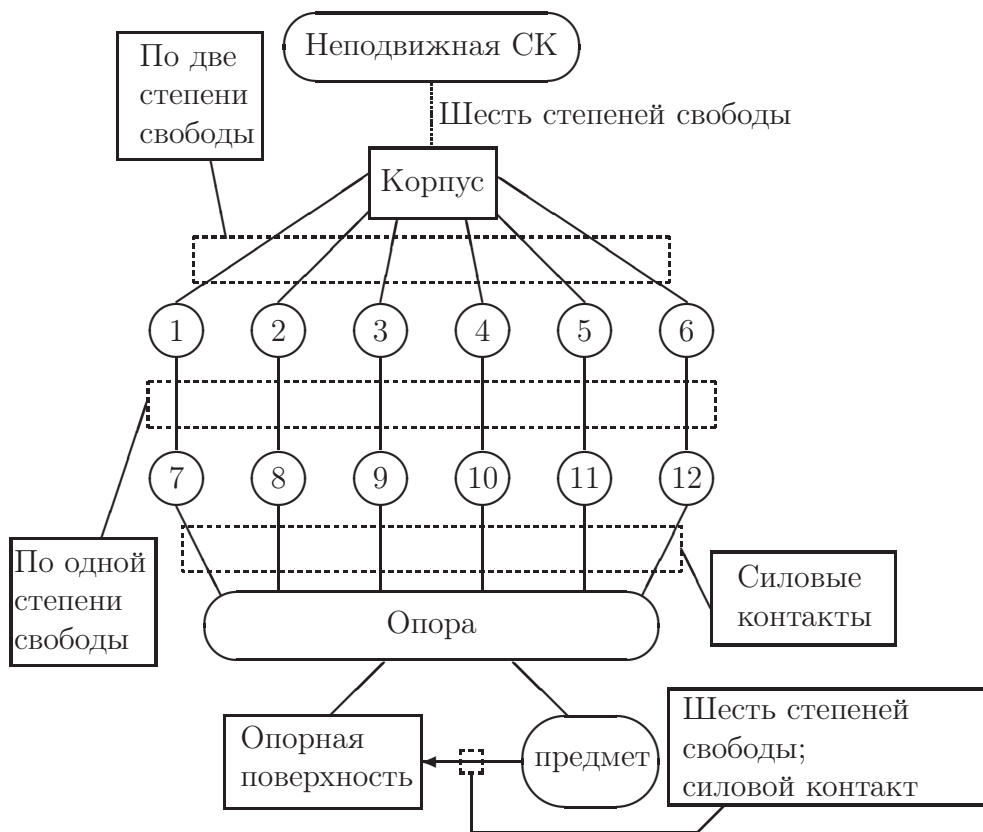 Неподвижная СК
По две
степени
свободы
Шесть степеней свободы
Корпус
1 2 3 4 5 6
7 8 9 10 11 12
По одной
степени
свободы
Силовые
контакты
Опора
Шесть степеней
свободы;
силовой контакт
Опорная
поверхность
предмет